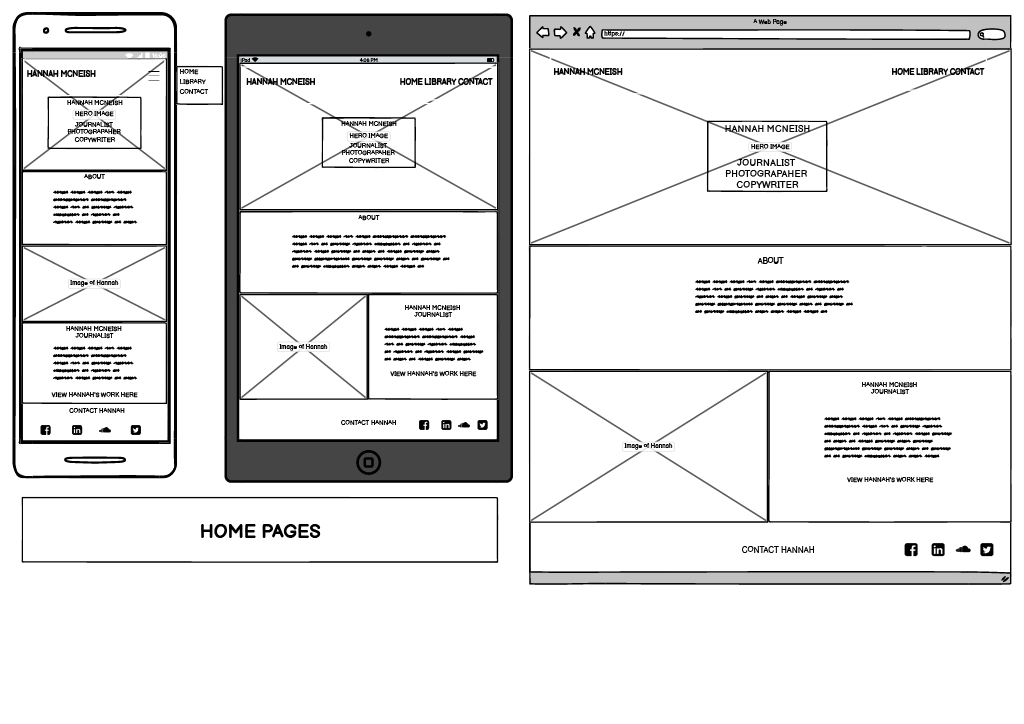 HANNAH MCNEISH
HANNAH MCNEISH
HERO IMAGE
JOURNALIST
PHOTOGRAPAHER
COPYWRITER
ABOUT
Image of Hannah
HANNAH MCNEISH
JOURNALIST
VIEW HANNAH'S WORK HERE
CONTACT HANNAH
HOME
LIBRARY
CONTACT
iPad
4:08 PM
HANNAH MCNEISH
HOME LIBRARY CONTACT
HANNAH MCNEISH
HERO IMAGE
JOURNALIST
PHOTOGRAPAHER
COPYWRITER
ABOUT
Image of Hannah
HANNAH MCNEISH
JOURNALIST
VIEW HANNAH'S WORK HERE
CONTACT HANNAH
HOME PAGES
A Web Page
https://
HANNAH MCNEISH
HOME LIBRARY CONTACT
HANNAH MCNEISH
HERO IMAGE
JOURNALIST
PHOTOGRAPAHER
COPYWRITER
ABOUT
Image of Hannah
HANNAH MCNEISH
JOURNALIST
VIEW HANNAH'S WORK HERE
CONTACT HANNAH